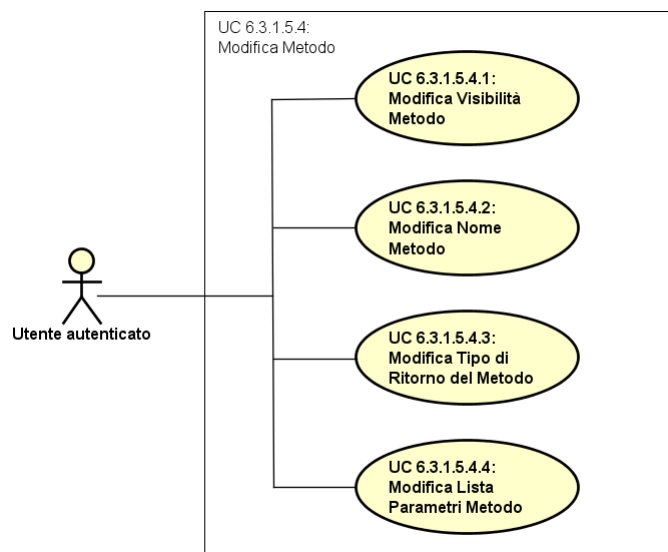 UC 6.3.1.5.4:
Modifica Metodo
UC 6.3.1.5.4.1:
Modifica Visibilità
Metodo
UC 6.3.1.5.4.2:
Modifica Nome
Metodo
Utente autenticato
UC 6.3.1.5.4.3:
Modifica Tipo di
Ritorno del Metodo
UC 6.3.1.5.4.4:
Modifica Lista
Parametri Metodo